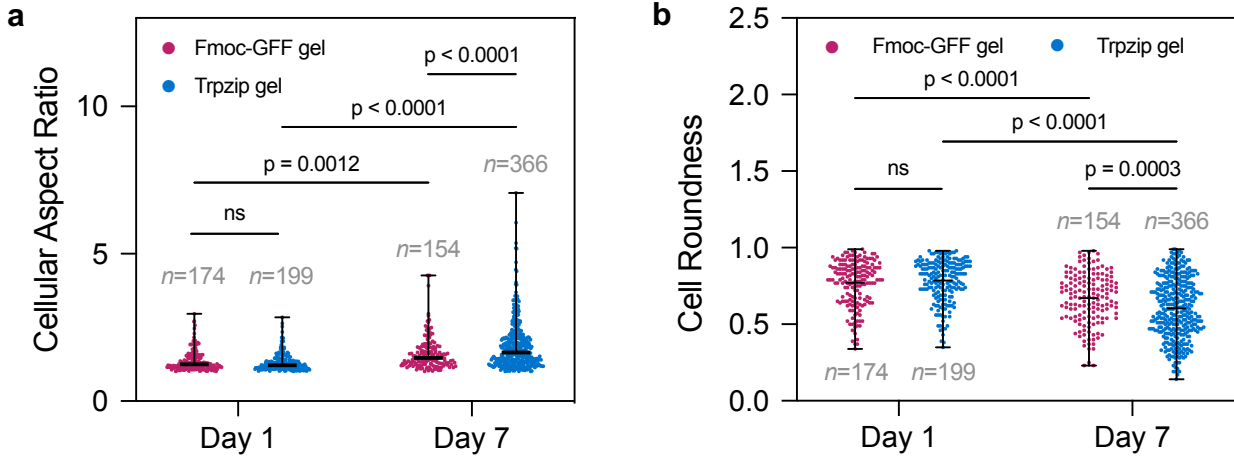 a
Fmoc-GFF gel
Trpzip gel
Cellular Aspect Ratio
10
5
0
p < 0.0001
p < 0.0001
p = 0.0012
n=366
ns
n=154
n=174
n=199
Day 1
Day 7
b
Fmoc-GFF gel
Trpzip gel
Cell Roundness
2.5
2.0
1.5
1.0
0.5
0.0
p < 0.0001
p < 0.0001
ns
p = 0.0003
n=154
n=366
n=174
n=199
Day 1
Day 7